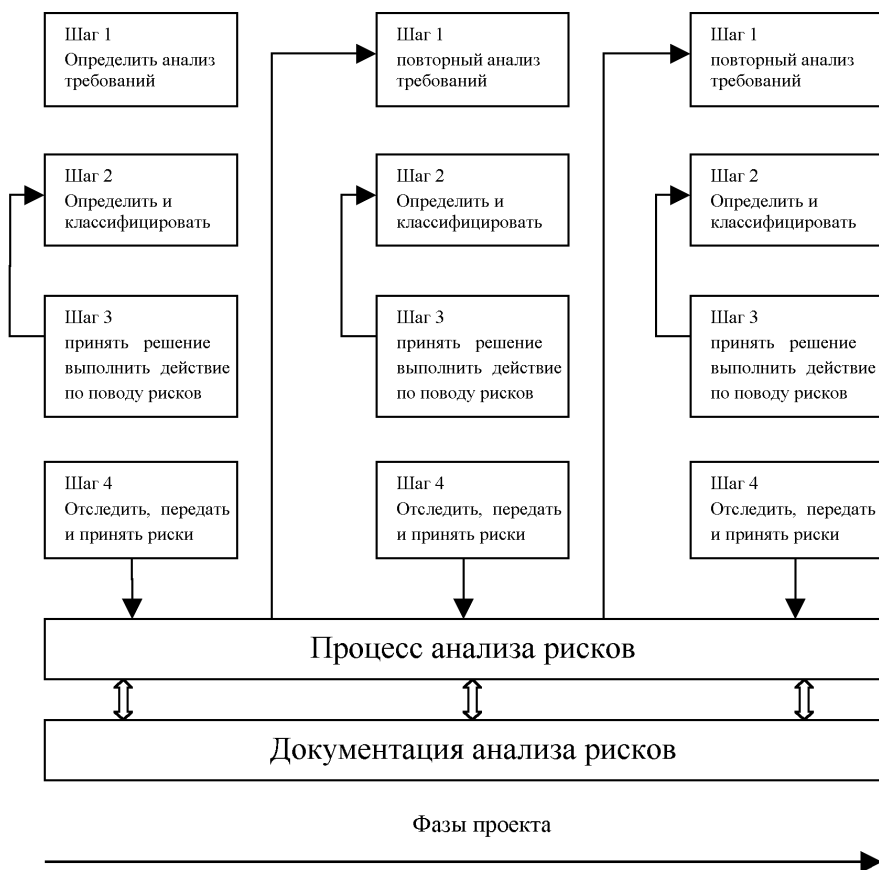 Шаг 1
Определить анализ
требований
Шаг 1
повторный анализ
требований
Шаг 1
повторный анализ
требований
Шаг 2
Определить и
классифицировать
Шаг 2
Определить и
классифицировать
Шаг 2
Определить и
классифицировать
Шаг 3
принять решение
выполнить действие
по поводу рисков
Шаг 3
принять решение
выполнить действие
по поводу рисков
Шаг 3
принять решение
выполнить действие
по поводу рисков
Шаг 4
Отследить, передать
и принять риски
Шаг 4
Отследить, передать
и принять риски
Шаг 4
Отследить, передать
и принять риски
Процесс анализа рисков
Документация анализа рисков
Фазы проекта